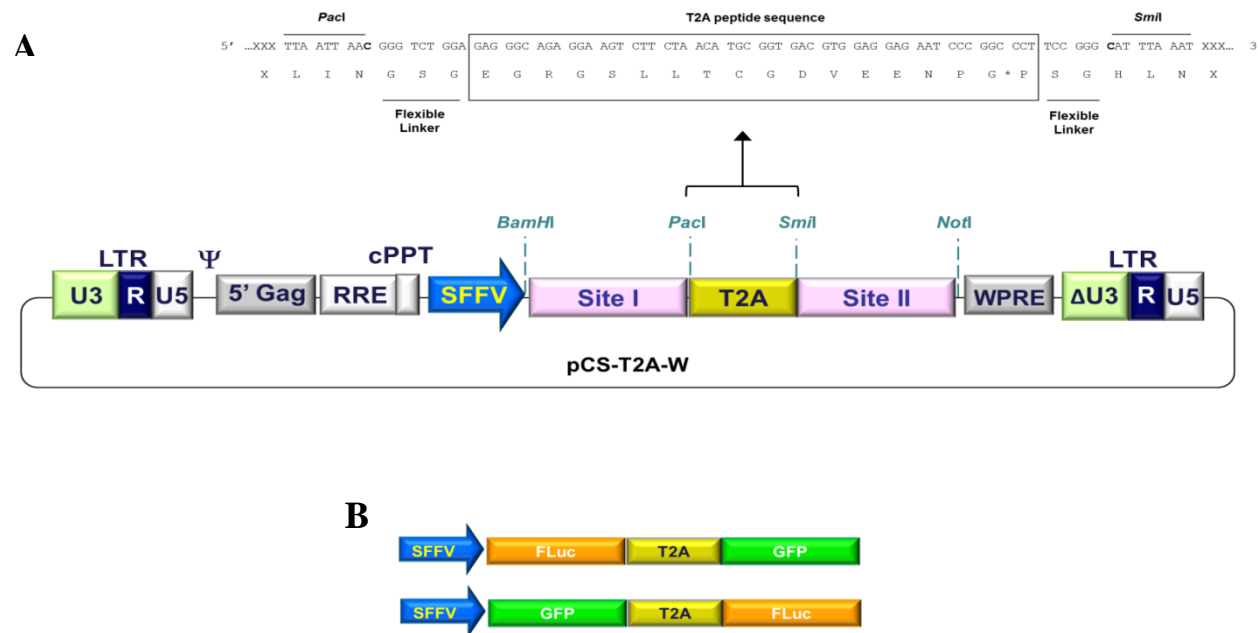 A
PacI
T2A peptide sequence
SmiI
5' …XXX TTA ATT AAC GGG TCT GGA GAG GGC AGA GGA AGT CTT CTA ACA TGC GGT GAC GTG GAG GAG AAT CCC GGC CCT TCC GGG CAT TTA AAT XXX… 3
X L I N G S G E G R G S L L T C G D V E E N P G * P S G H L N X
Flexible Linker
Flexible Linker
BamHI
PacI
SmiI
NotI
LTR
Ψ
cPPT
LTR
U3 R U5 5' Gag RRE SFFV Site I T2A Site II WPRE ΔU3 R U5
pCS-T2A-W
B
SFFV FLuc T2A GFP
SFFV GFP T2A FLuc